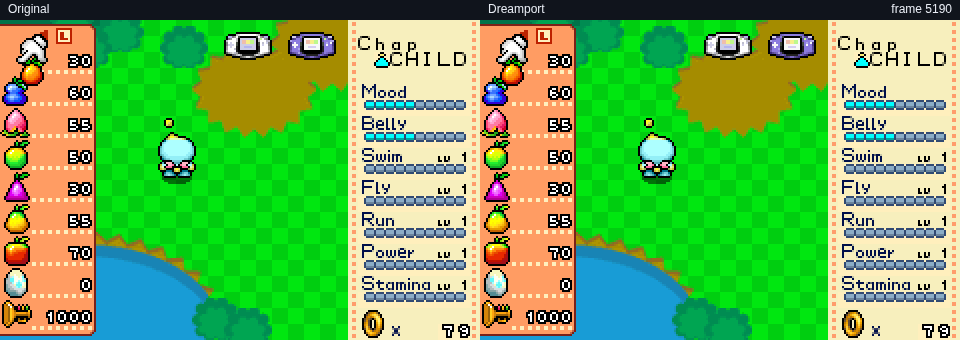 Original
Dreamport
frame 5190
L
30
60
55
50
30
55
70
0
1000
Chap
CHILD
Mood
Belly
Swim Lv 1
Fly Lv 1
Run Lv 1
Power Lv 1
Stamina Lv 1
x 79
L
30
60
55
50
30
55
70
0
1000
Chap
CHILD
Mood
Belly
Swim Lv 1
Fly Lv 1
Run Lv 1
Power Lv 1
Stamina Lv 1
x 79